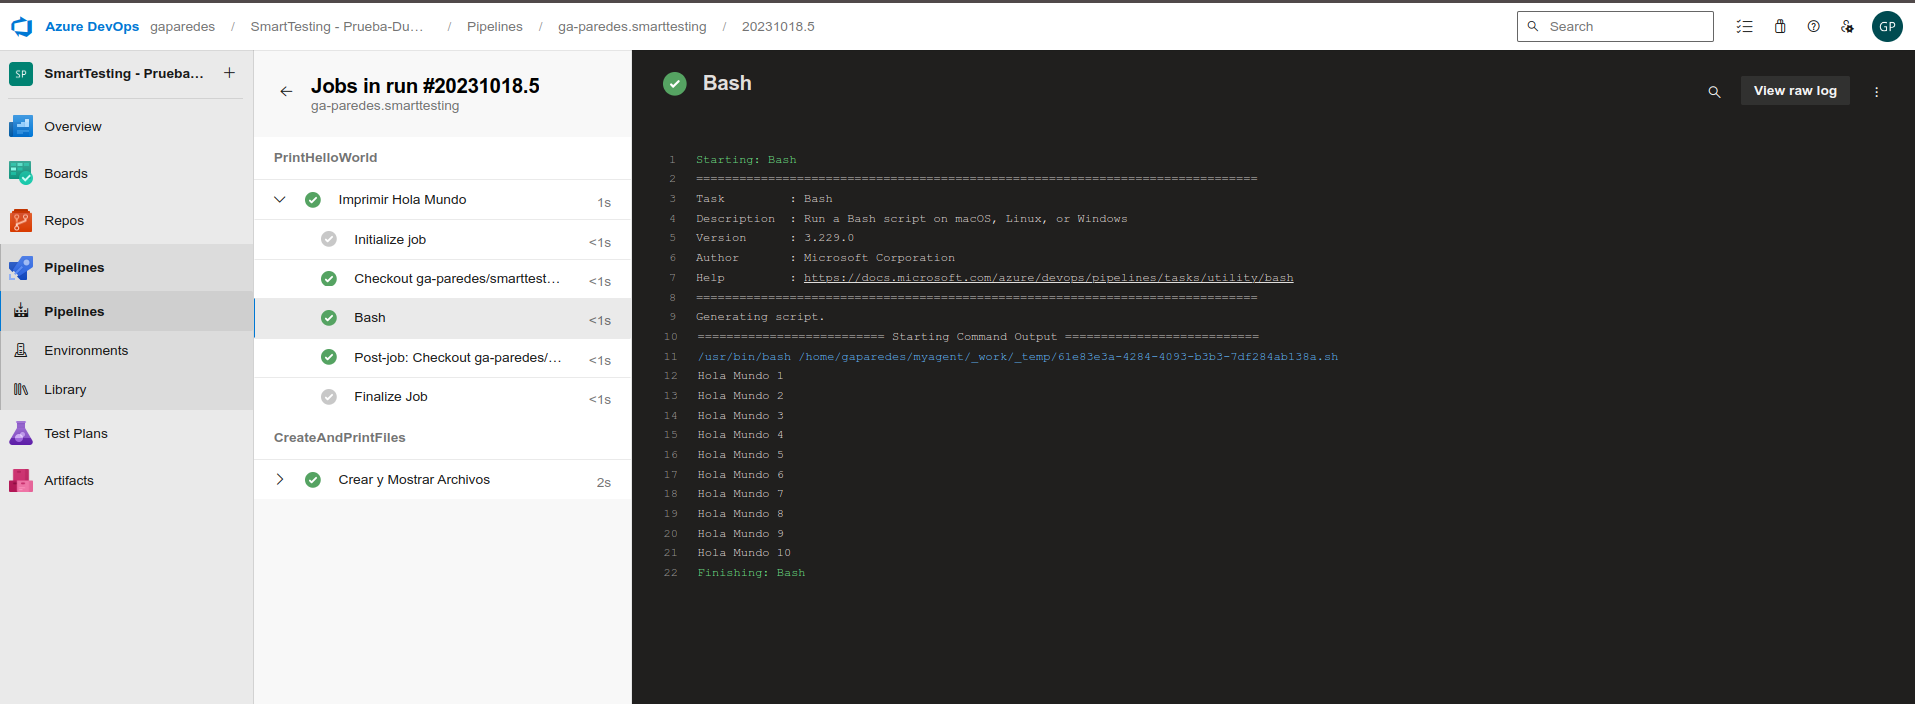 Azure DevOps gaparedes / SmartTesting - Prueba-Du... / Pipelines / ga-paredes.smarttesting / 20231018.5
Search
GP
SP SmartTesting - Prueba... +
Overview
Boards
Repos
Pipelines
Pipelines
Environments
Library
Test Plans
Artifacts
Jobs in run #20231018.5
ga-paredes.smarttesting
PrintHelloWorld
Imprimir Hola Mundo 1s
Initialize job <1s
Checkout ga-paredes/smarttest... <1s
Bash <1s
Post-job: Checkout ga-paredes/... <1s
Finalize Job <1s
CreateAndPrintFiles
Crear y Mostrar Archivos 2s
Bash
View raw log
1 Starting: Bash
2 ==============================================================================
3 Task : Bash
4 Description : Run a Bash script on macOS, Linux, or Windows
5 Version : 3.229.0
6 Author : Microsoft Corporation
7 Help : https://docs.microsoft.com/azure/devops/pipelines/tasks/utility/bash
8 ==============================================================================
9 Generating script.
10 ========================== Starting Command Output ===========================
11 /usr/bin/bash /home/gaparedes/myagent/_work/_temp/61e83e3a-4284-4093-b3b3-7df284ab138a.sh
12 Hola Mundo 1
13 Hola Mundo 2
14 Hola Mundo 3
15 Hola Mundo 4
16 Hola Mundo 5
17 Hola Mundo 6
18 Hola Mundo 7
19 Hola Mundo 8
20 Hola Mundo 9
21 Hola Mundo 10
22 Finishing: Bash